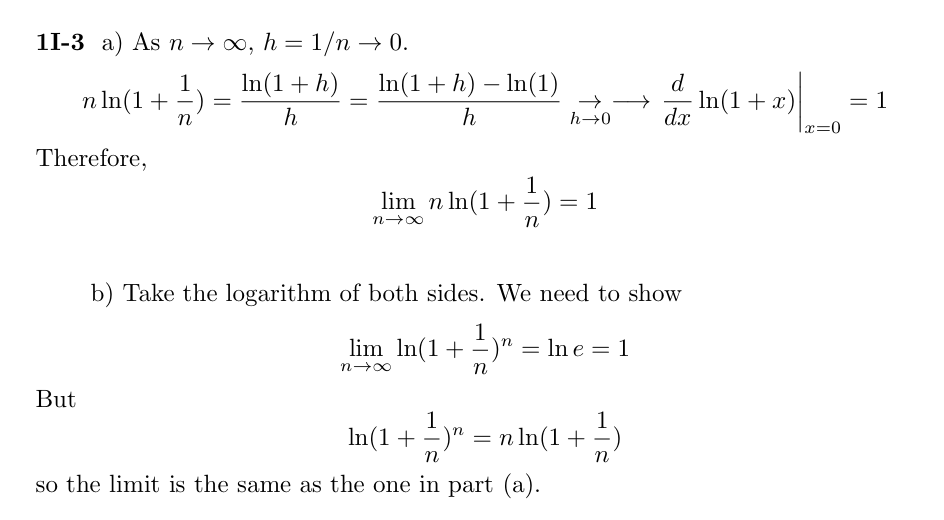 1I-3 a) As n → ∞, h = 1/n → 0.
n ln(1 + 1/n) = ln(1 + h)/h = (ln(1 + h) − ln(1))/h →_{h→0} ⟶ d/dx ln(1 + x)|_{x=0} = 1
Therefore,
lim_{n→∞} n ln(1 + 1/n) = 1
b) Take the logarithm of both sides. We need to show
lim_{n→∞} ln(1 + 1/n)^n = ln e = 1
But
ln(1 + 1/n)^n = n ln(1 + 1/n)
so the limit is the same as the one in part (a).